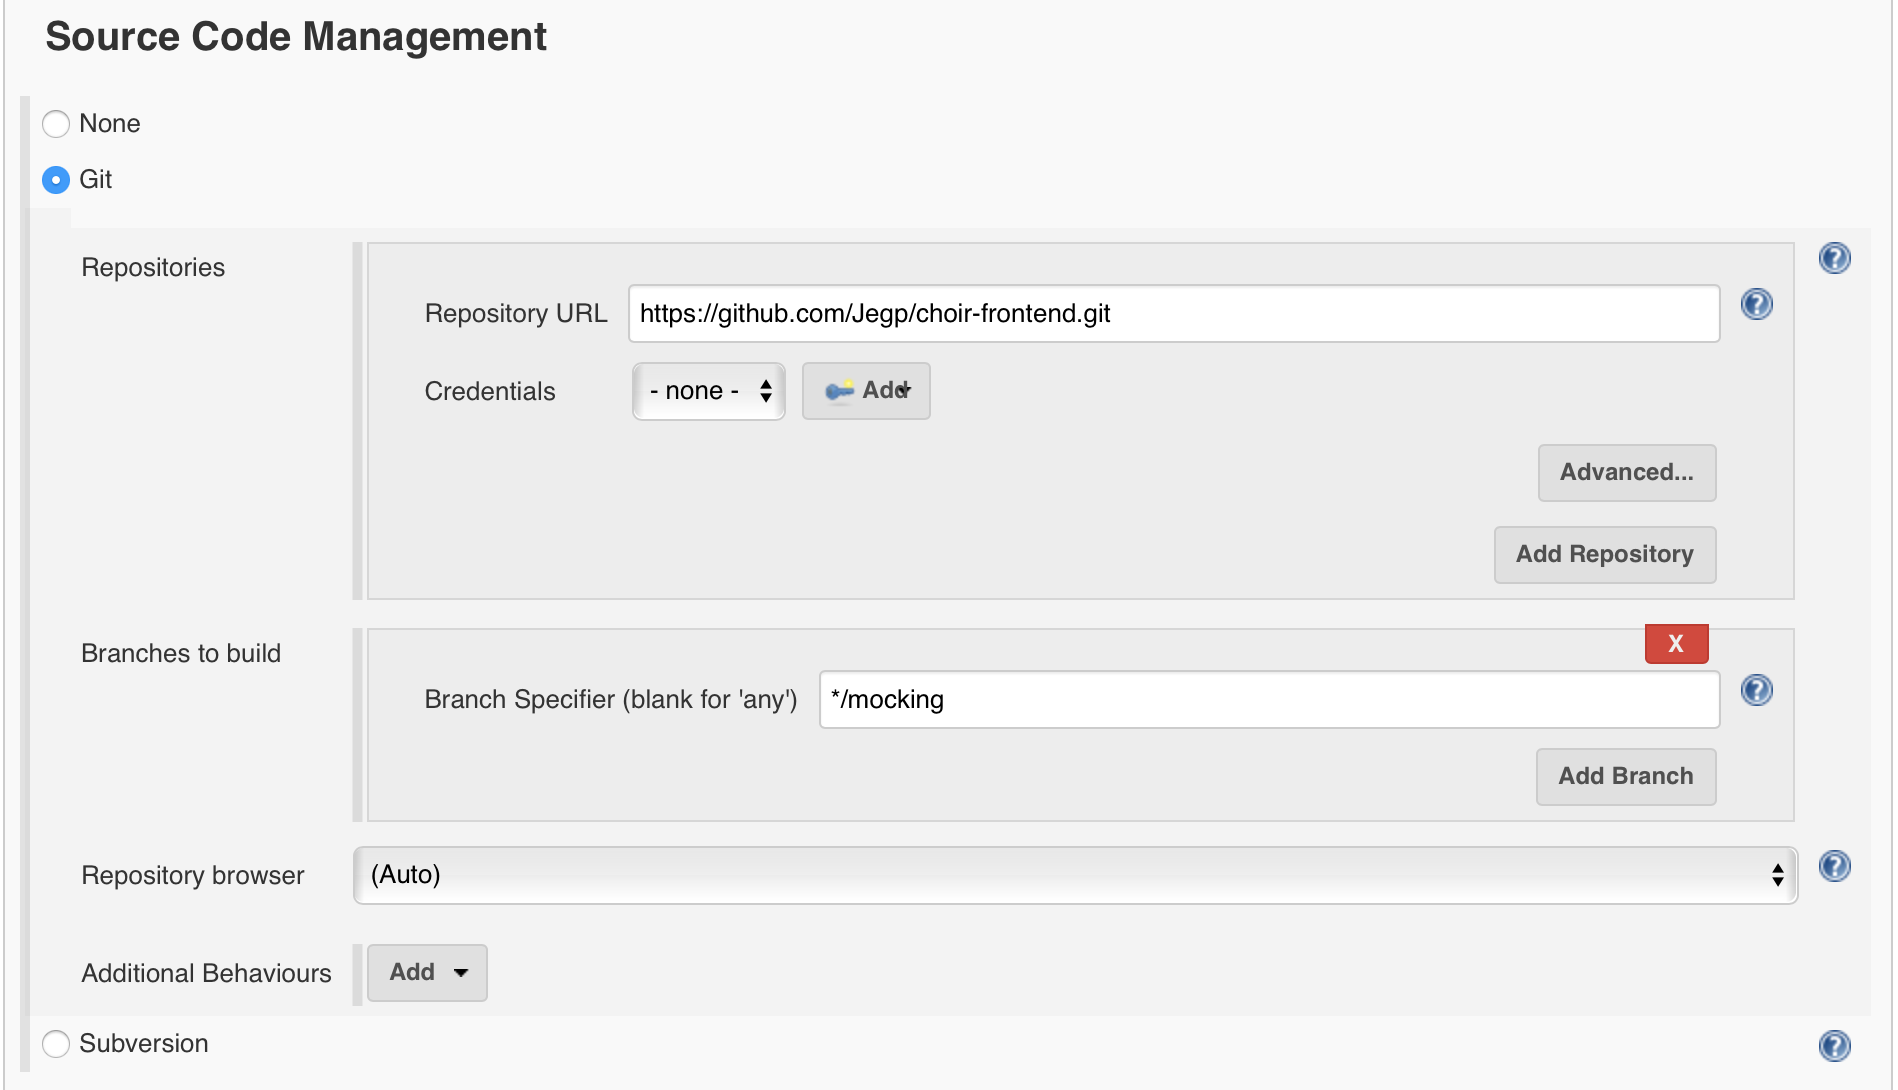 Source Code Management
None
Git
Repositories
Repository URL https://github.com/Jegp/choir-frontend.git
Credentials - none - Add
Advanced...
Add Repository
Branches to build
X
Branch Specifier (blank for 'any') */mocking
Add Branch
Repository browser (Auto)
Additional Behaviours Add
Subversion